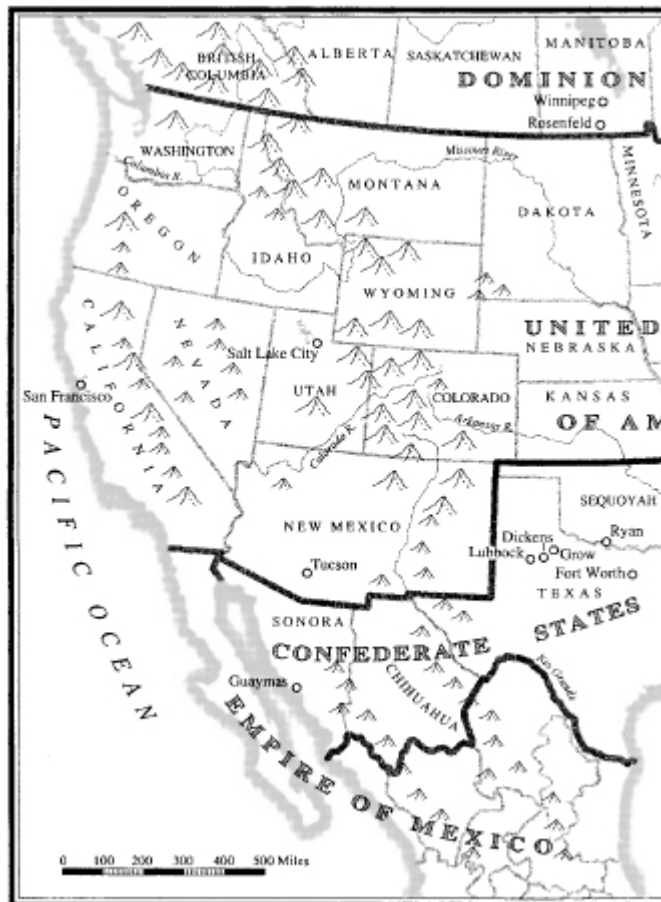 MANITOBA
ALBERTA
SASKATCHEWAN
BRITISH
COLUMBIA
DOMINION
Winnipeg
Rosenfeld
WASHINGTON
Columbia R.
Missouri River
MINNESOTA
MONTANA
DAKOTA
OREGON
IDAHO
WYOMING
UNITED
NEBRASKA
CALIFORNIA
NEVADA
Salt Lake City
UTAH
COLORADO
KANSAS
San Francisco
Arkansas R.
OF AM
Colorado R.
PACIFIC OCEAN
SEQUOYAH
NEW MEXICO
Dickens
Ryan
Lubbock
Grow
Tucson
Fort Worth
TEXAS
SONORA
STATES
CONFEDERATE
Rio Grande
CHIHUAHUA
Guaymas
EMPIRE OF MEXICO
0 100 200 300 400 500 Miles